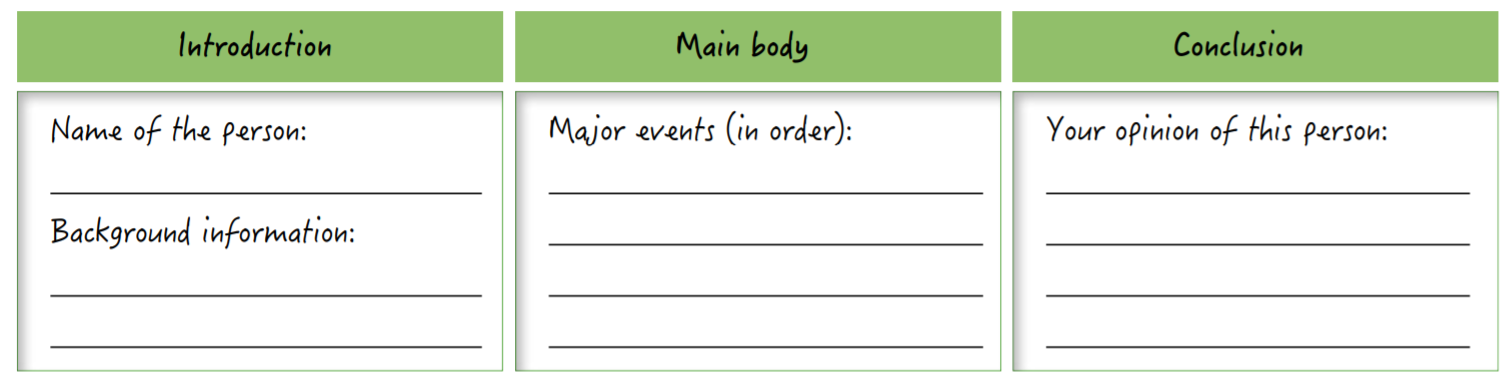 Introduction
Name of the person:
Background information:
Main body
Major events (in order):
Conclusion
Your opinion of this person: